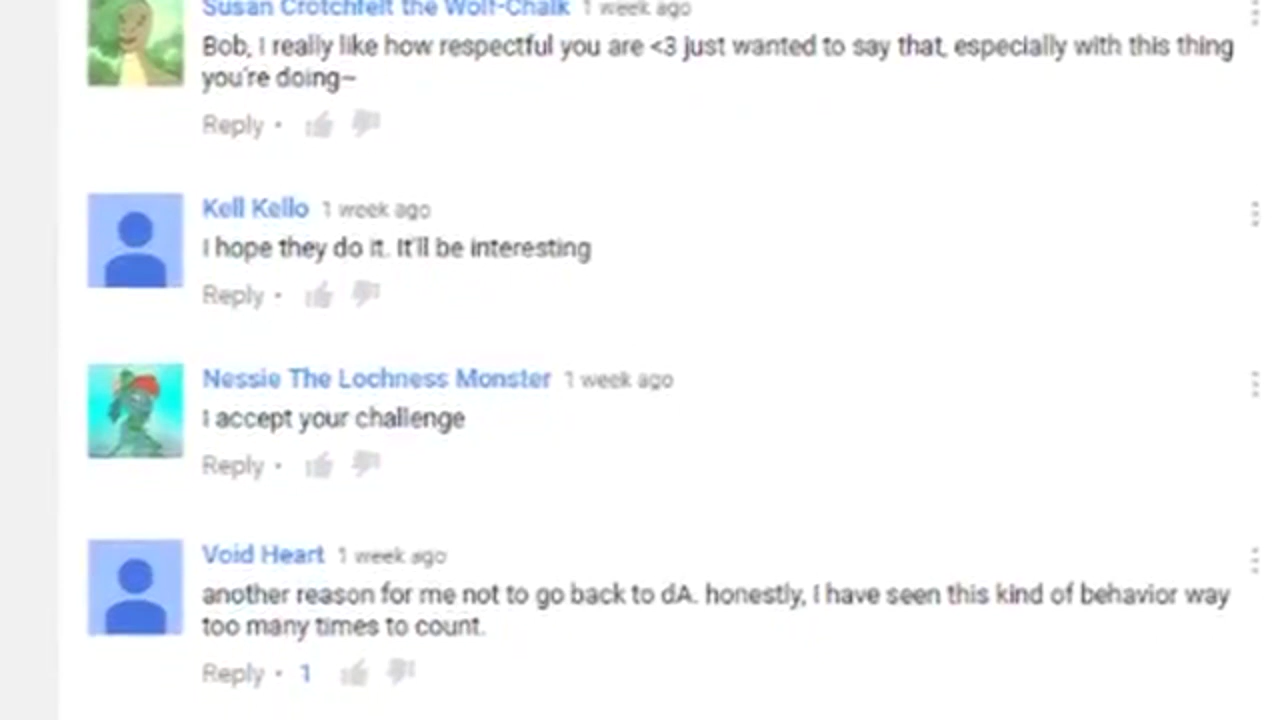 Susan Crotchfelt the Wolf-Chalk 1 week ago
Bob, I really like how respectful you are <3 just wanted to say that, especially with this thing
you're doing~
Reply •
Kell Kello 1 week ago
I hope they do it. It'll be interesting
Reply •
Nessie The Lochness Monster 1 week ago
I accept your challenge
Reply •
Void Heart 1 week ago
another reason for me not to go back to dA. honestly, I have seen this kind of behavior way
too many times to count.
Reply • 1